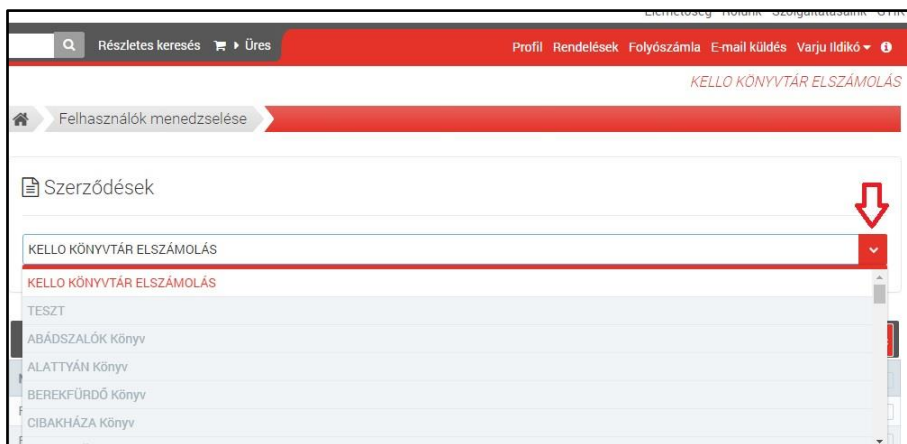 Részletes keresés Üres Profil Rendelések Folyószámla E-mail küldés Varju Ildikó
KELLO KÖNYVTÁR ELSZÁMOLÁS
Felhasználók menedzselése
Szerződések
KELLO KÖNYVTÁR ELSZÁMOLÁS
KELLO KÖNYVTÁR ELSZÁMOLÁS
TESZT
ABÁDSZALÓK Könyv
ALATTYÁN Könyv
BEREKFÜRDŐ Könyv
CIBAKHÁZA Könyv